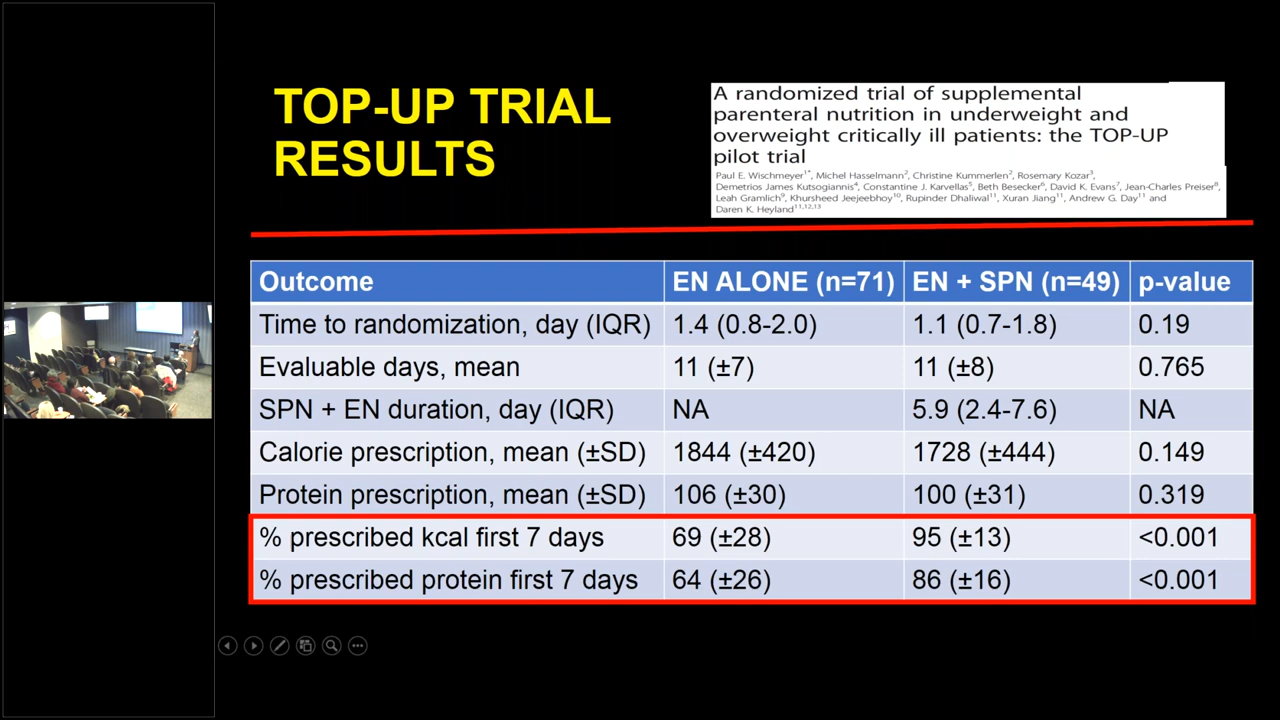 TOP-UP TRIAL
RESULTS
A randomized trial of supplemental
parenteral nutrition in underweight and
overweight critically ill patients: the TOP-UP
pilot trial
Paul E. Wischmeyer1*, Michel Hasselmann2, Christine Kummerlen2, Rosemary Kozar3,
Demetrios James Kutsogiannis4, Constantine J. Karvellas5, Beth Besecker6, David K. Evans7, Jean-Charles Preiser8,
Leah Gramlich9, Khursheed Jeejeebhoy10, Rupinder Dhaliwal11, Xuran Jiang11, Andrew G. Day11 and
Daren K. Heyland11,12,13
Outcome EN ALONE (n=71) EN + SPN (n=49) p-value
Time to randomization, day (IQR) 1.4 (0.8-2.0) 1.1 (0.7-1.8) 0.19
Evaluable days, mean 11 (±7) 11 (±8) 0.765
SPN + EN duration, day (IQR) NA 5.9 (2.4-7.6) NA
Calorie prescription, mean (±SD) 1844 (±420) 1728 (±444) 0.149
Protein prescription, mean (±SD) 106 (±30) 100 (±31) 0.319
% prescribed kcal first 7 days 69 (±28) 95 (±13) <0.001
% prescribed protein first 7 days 64 (±26) 86 (±16) <0.001